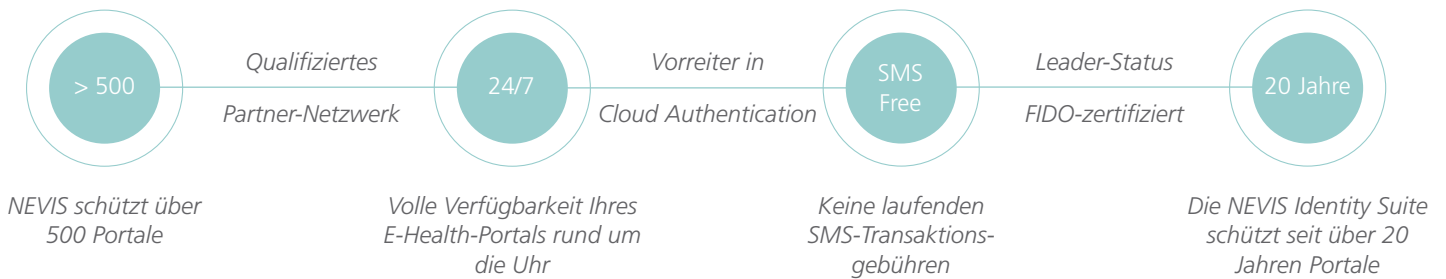 > 500
Qualifiziertes
Partner-Netzwerk
24/7
Vorreiter in
Cloud Authentication
SMS
Free
Leader-Status
FIDO-zertifiziert
20 Jahre
NEVIS schützt über
500 Portale
Volle Verfügbarkeit Ihres
E-Health-Portals rund um
die Uhr
Keine laufenden
SMS-Transaktions-
gebühren
Die NEVIS Identity Suite
schützt seit über 20
Jahren Portale